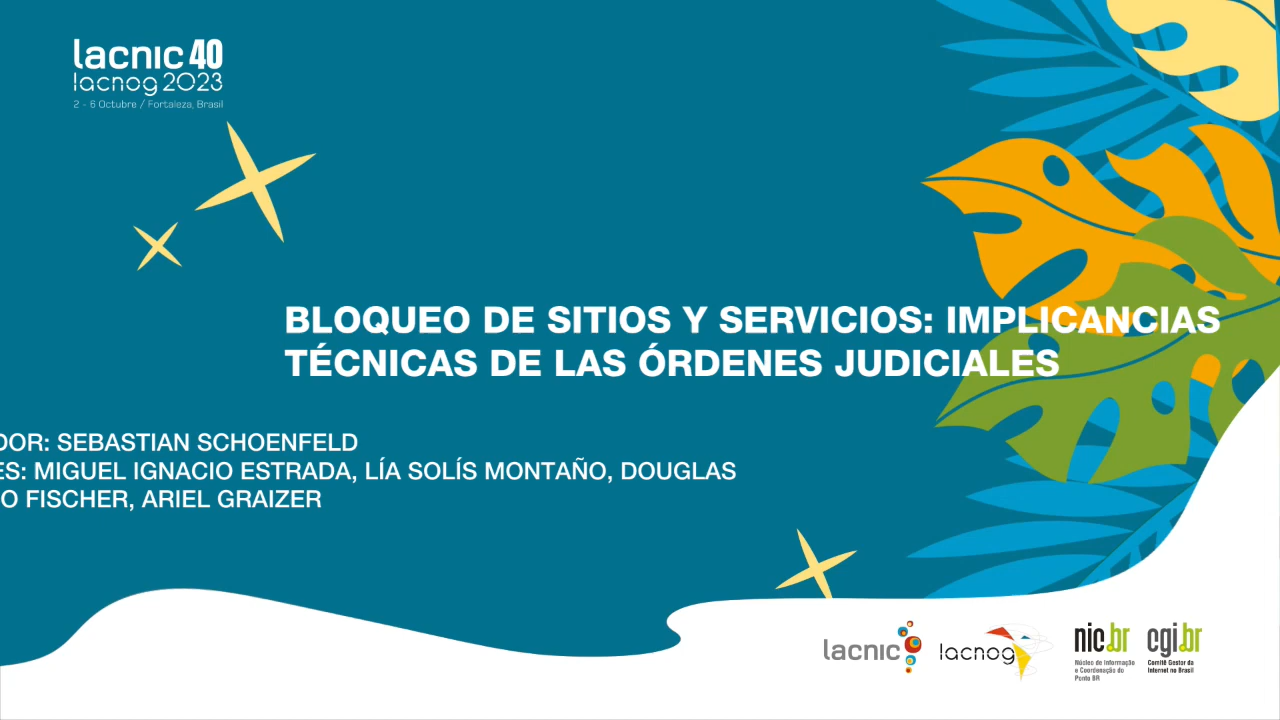 lacnic 40
lacnog 2023
2 - 6 Octubre / Fortaleza, Brasil
BLOQUEO DE SITIOS Y SERVICIOS: IMPLICANCIAS
TÉCNICAS DE LAS ÓRDENES JUDICIALES
DOR: SEBASTIAN SCHOENFELD
ES: MIGUEL IGNACIO ESTRADA, LÍA SOLÍS MONTAÑO, DOUGLAS
O FISCHER, ARIEL GRAIZER
lacnic
lacnog
nic.br
Núcleo de Informação
e Coordenação do
Ponto BR
cgi.br
Comitê Gestor da
Internet no Brasil